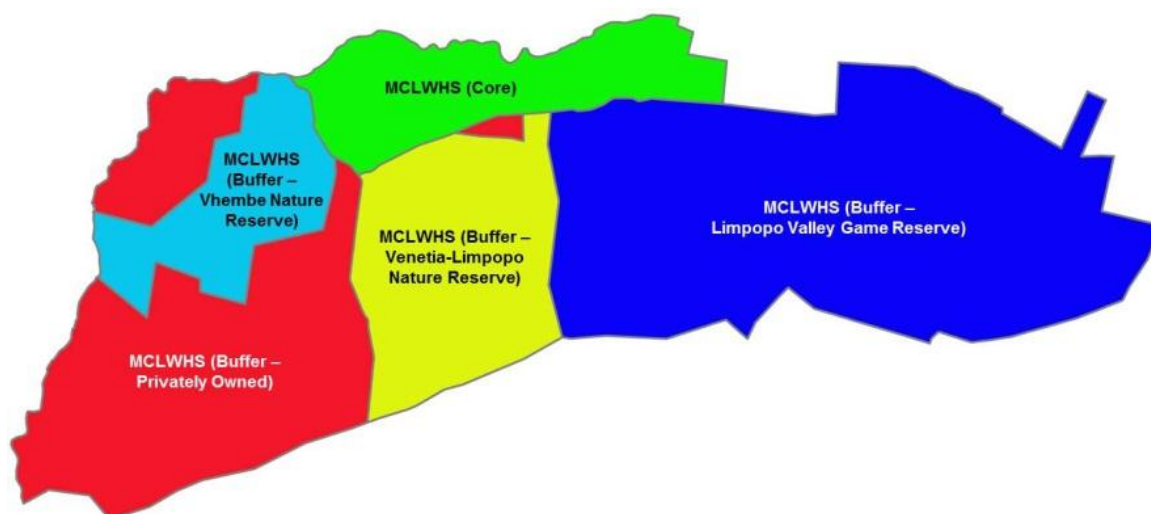 MCLWHS (Core)
MCLWHS
(Buffer –
Vhembe Nature
Reserve)
MCLWHS (Buffer –
Limpopo Valley Game Reserve)
MCLWHS (Buffer –
Venetia-Limpopo
Nature Reserve)
MCLWHS (Buffer –
Privately Owned)